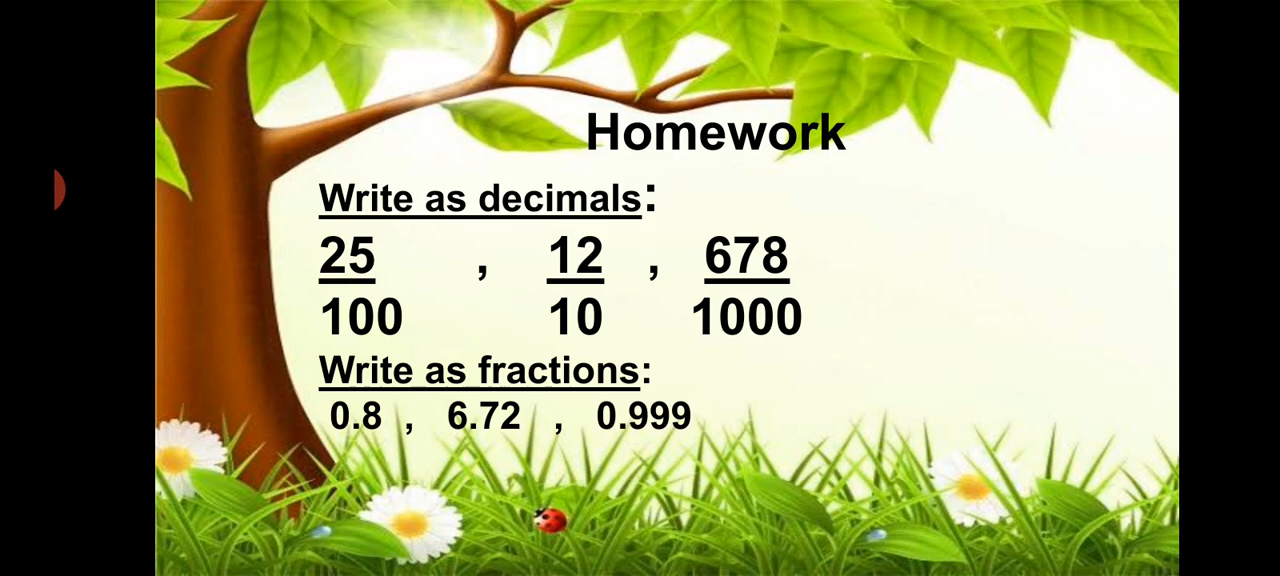 Homework
Write as decimals:
25 , 12 , 678
100 10 1000
Write as fractions:
0.8 , 6.72 , 0.999